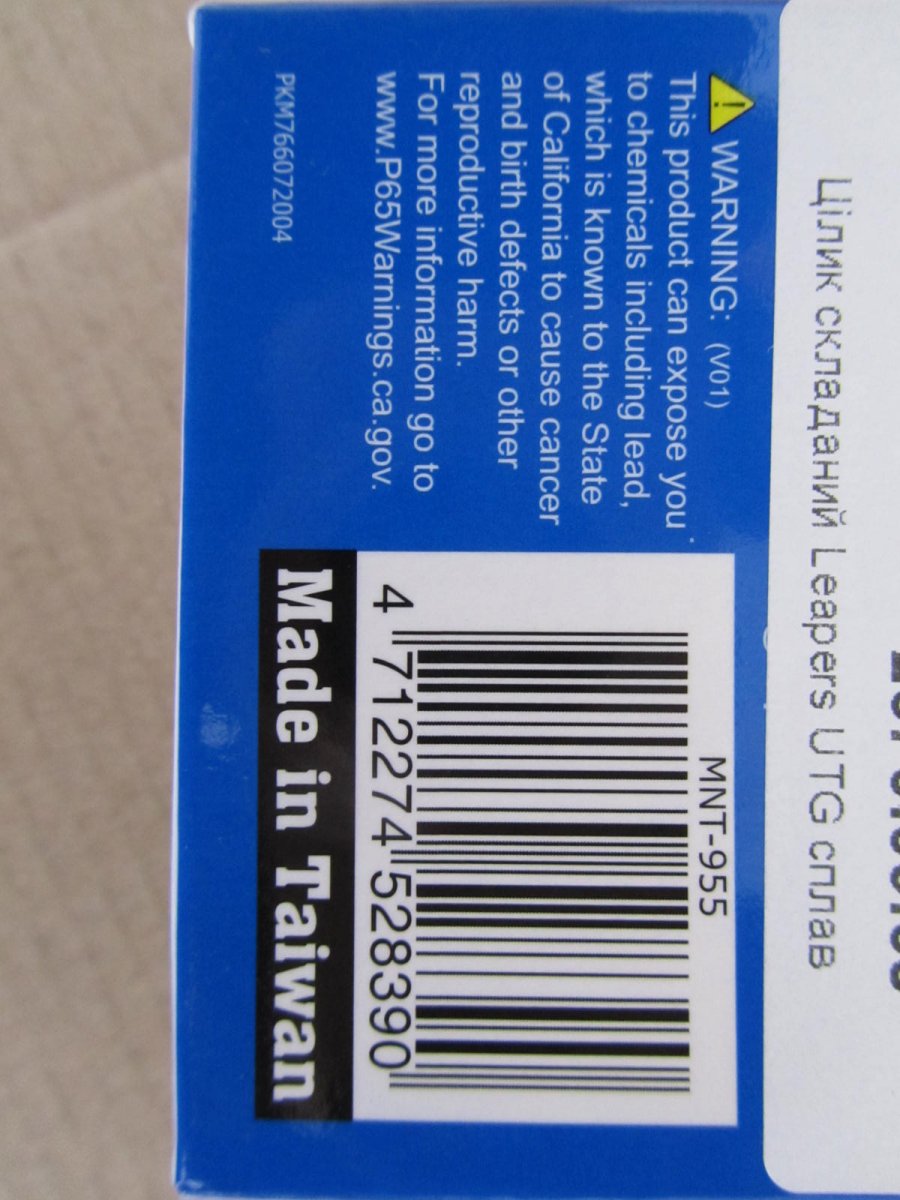 Цілик складаний Leapers UTG сплав
WARNING: (V01)
This product can expose you
to chemicals including lead,
which is known to the State
of California to cause cancer
and birth defects or other
reproductive harm.
For more information go to
www.P65Warnings.ca.gov.
PKM766072004
MNT-955
4 712274 528390
Made in Taiwan